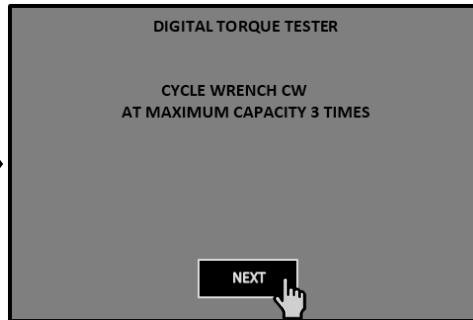 DIGITAL TORQUE TESTER
CYCLE WRENCH CW
AT MAXIMUM CAPACITY 3 TIMES
NEXT